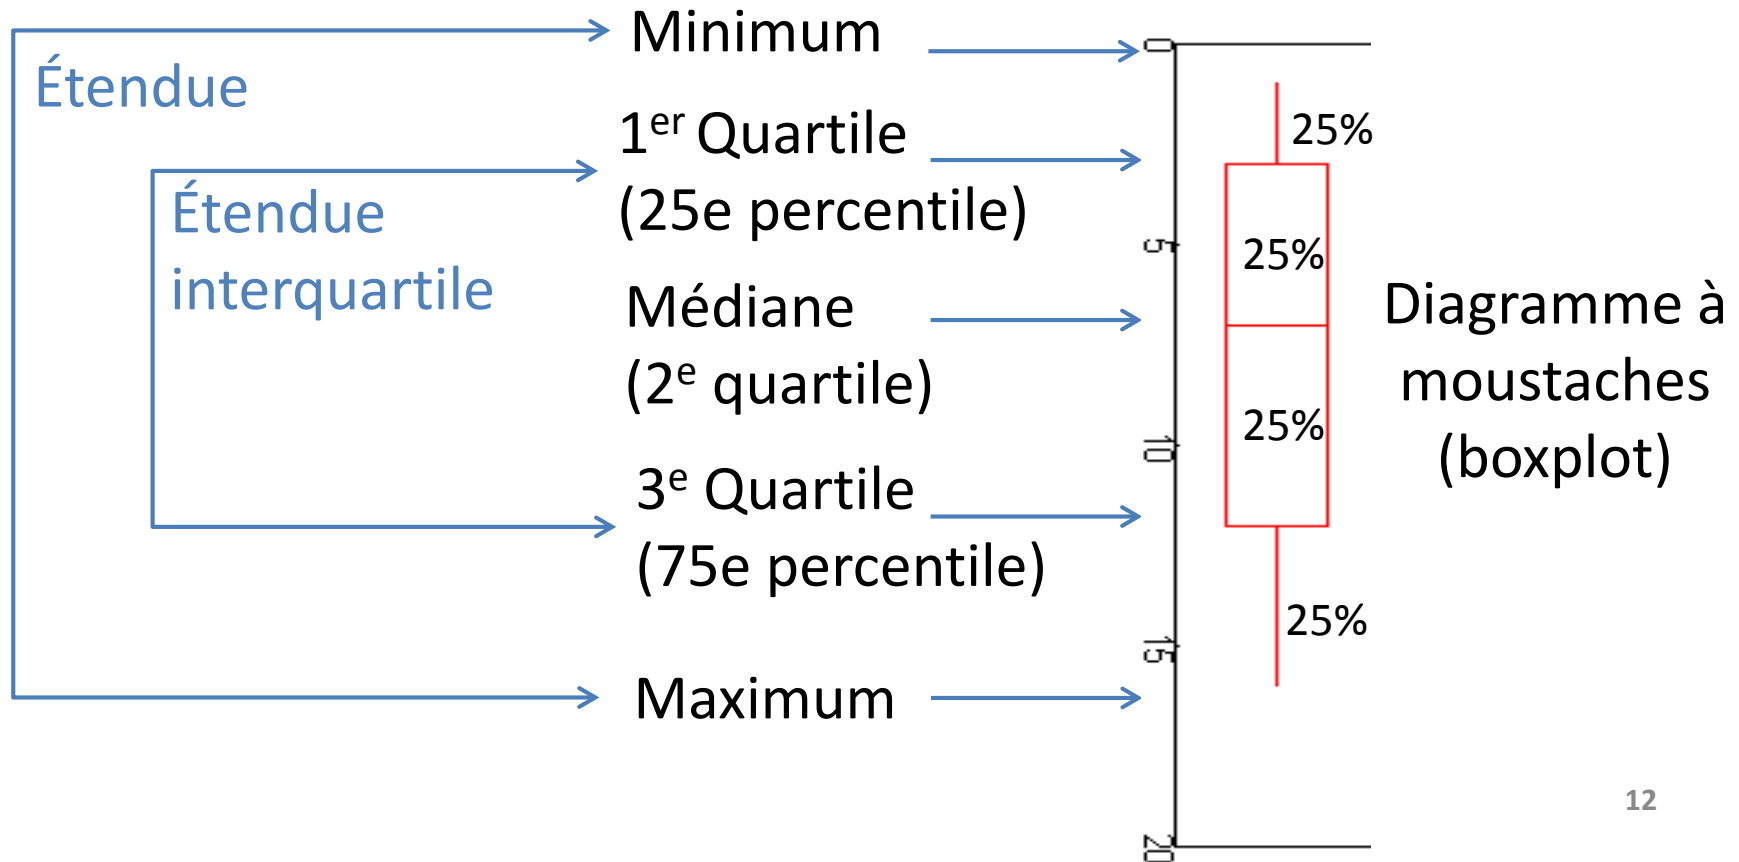 Étendue
Étendue
interquartile
Minimum
1er Quartile
(25e percentile)
Médiane
(2e quartile)
3e Quartile
(75e percentile)
Maximum
0
5
10
15
20
25%
25%
25%
25%
Diagramme à
moustaches
(boxplot)
12